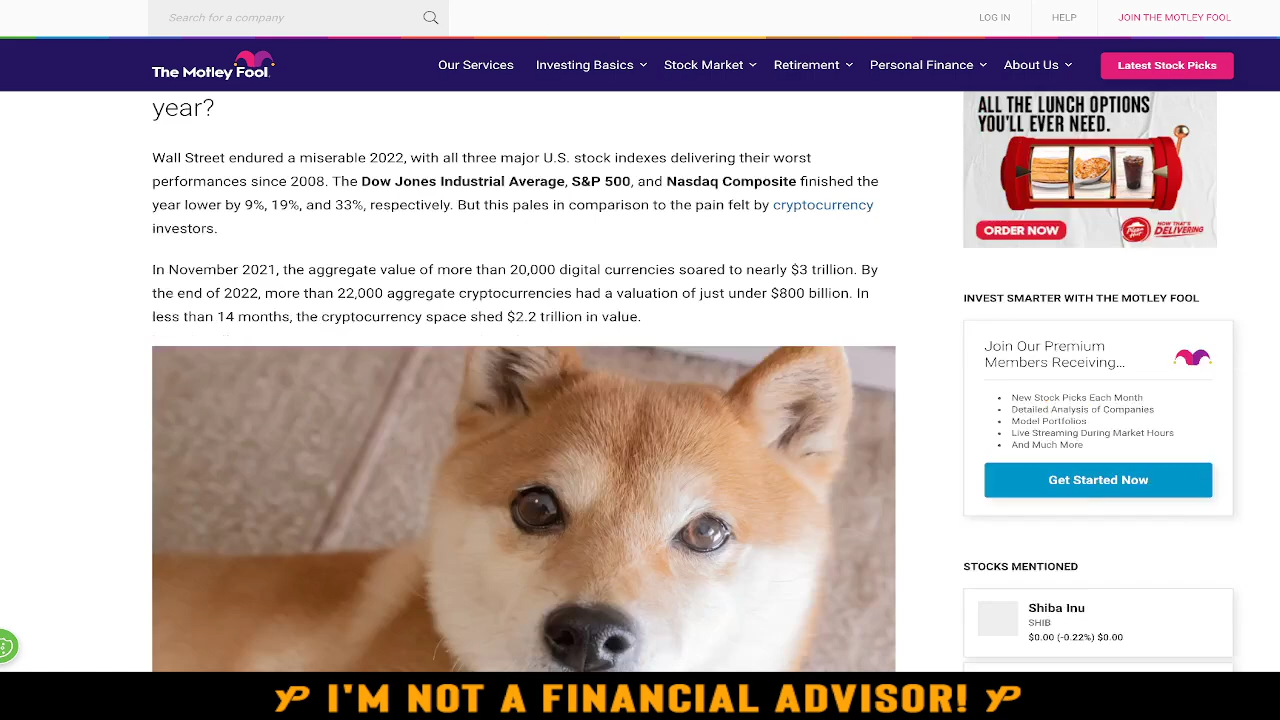 Search for a company
LOG IN
HELP
JOIN THE MOTLEY FOOL
The Motley Fool.
Our Services
Investing Basics
Stock Market
Retirement
Personal Finance
About Us
Latest Stock Picks
year?
Wall Street endured a miserable 2022, with all three major U.S. stock indexes delivering their worst
performances since 2008. The Dow Jones Industrial Average, S&P 500, and Nasdaq Composite finished the
year lower by 9%, 19%, and 33%, respectively. But this pales in comparison to the pain felt by cryptocurrency
investors.
In November 2021, the aggregate value of more than 20,000 digital currencies soared to nearly $3 trillion. By
the end of 2022, more than 22,000 aggregate cryptocurrencies had a valuation of just under $800 billion. In
less than 14 months, the cryptocurrency space shed $2.2 trillion in value.
ALL THE LUNCH OPTIONS
YOU'LL EVER NEED.
ORDER NOW
Pizza Hut
NOW THAT'S
DELIVERING
INVEST SMARTER WITH THE MOTLEY FOOL
Join Our Premium
Members Receiving...
• New Stock Picks Each Month
• Detailed Analysis of Companies
• Model Portfolios
• Live Streaming During Market Hours
• And Much More
Get Started Now
STOCKS MENTIONED
Shiba Inu
SHIB
$0.00 (-0.22%) $0.00
YP I'M NOT A FINANCIAL ADVISOR! YP